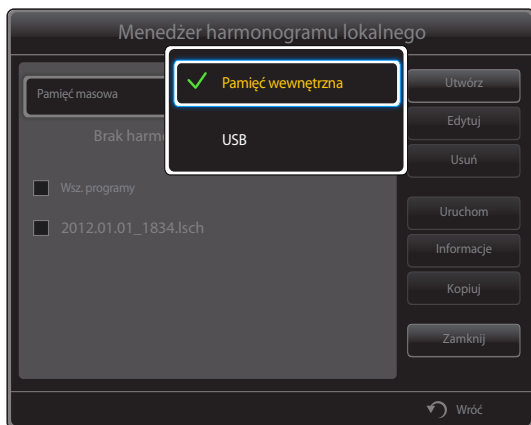 Menedżer harmonogramu lokalnego
Pamięć masowa
Pamięć wewnętrzna
USB
Brak harm
Wsz. programy
2012.01.01_1834.lsch
Utwórz
Edytuj
Usuń
Uruchom
Informacje
Kopiuj
Zamknij
Wróć